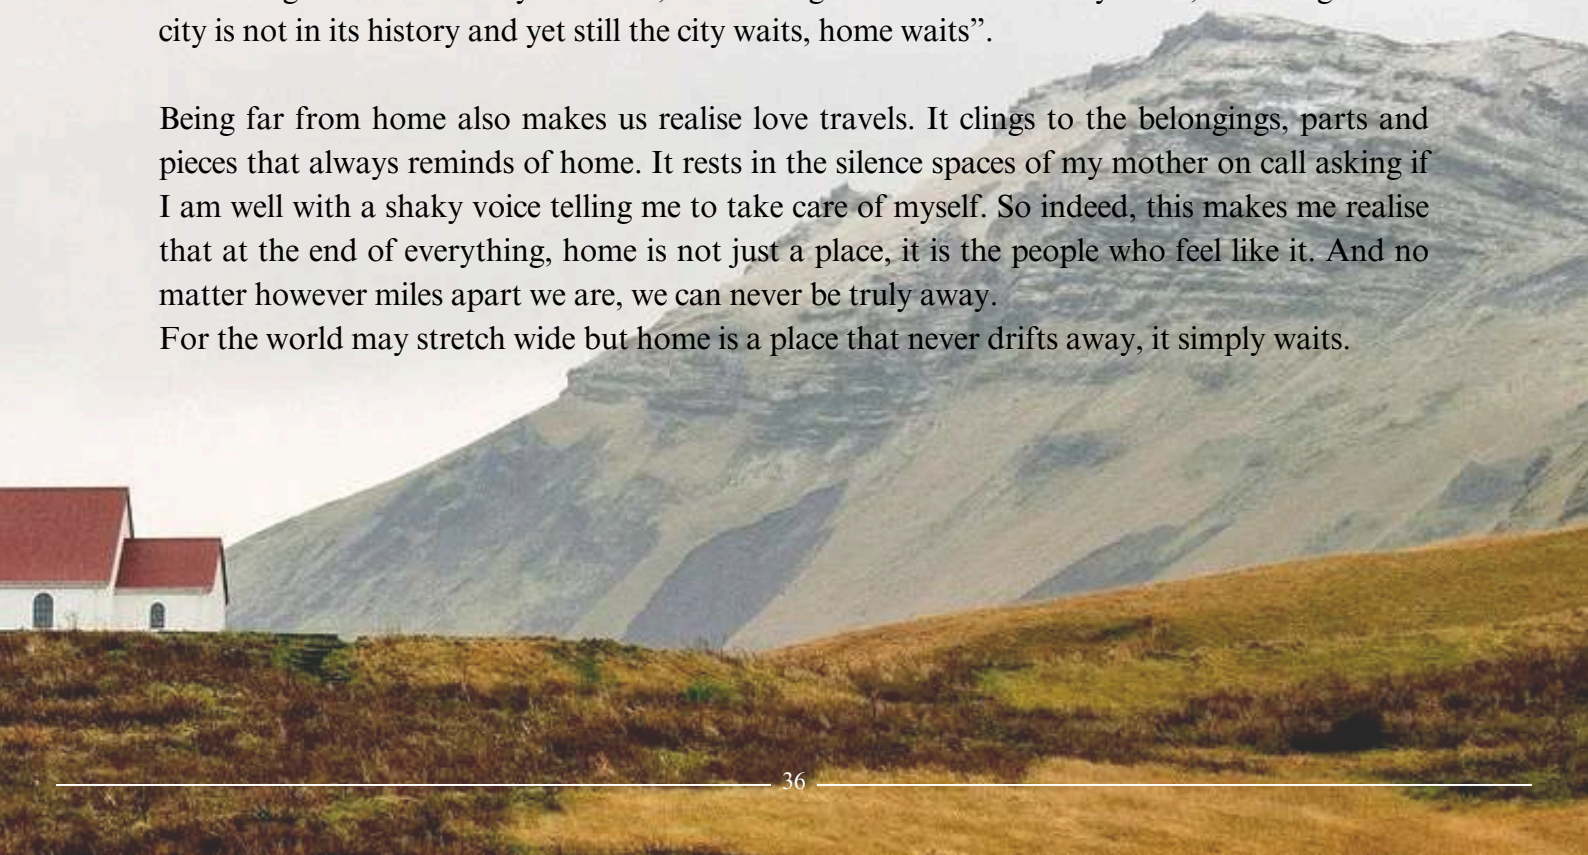 city is not in its history and yet still the city waits, home waits”.
Being far from home also makes us realise love travels. It clings to the belongings, parts and
pieces that always reminds of home. It rests in the silence spaces of my mother on call asking if
I am well with a shaky voice telling me to take care of myself. So indeed, this makes me realise
that at the end of everything, home is not just a place, it is the people who feel like it. And no
matter however miles apart we are, we can never be truly away.
For the world may stretch wide but home is a place that never drifts away, it simply waits.
36